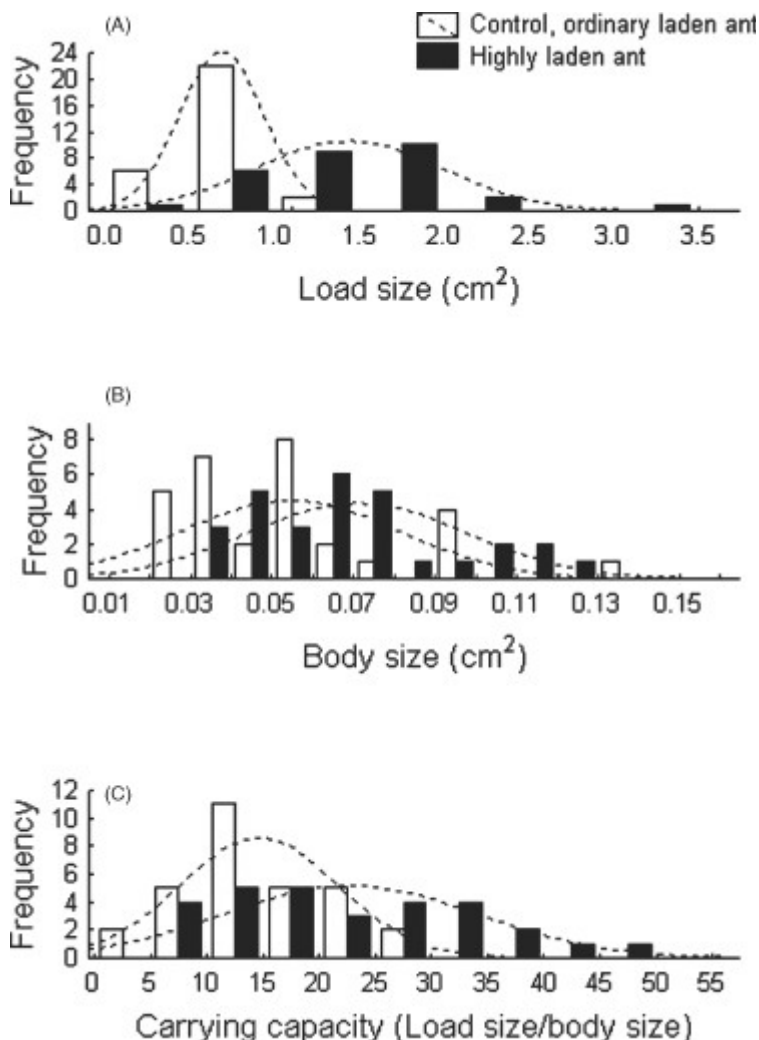 (A)
Control, ordinary laden ant
Highly laden ant
Frequency
24
20
16
12
8
4
0
0.0 0.5 1.0 1.5 2.0 2.5 3.0 3.5
Load size (cm²)
(B)
Frequency
8
6
4
2
0
0.01 0.03 0.05 0.07 0.09 0.11 0.13 0.15
Body size (cm²)
(C)
Frequency
12
10
8
6
4
2
0
0 5 10 15 20 25 30 35 40 45 50 55
Carrying capacity (Load size/body size)